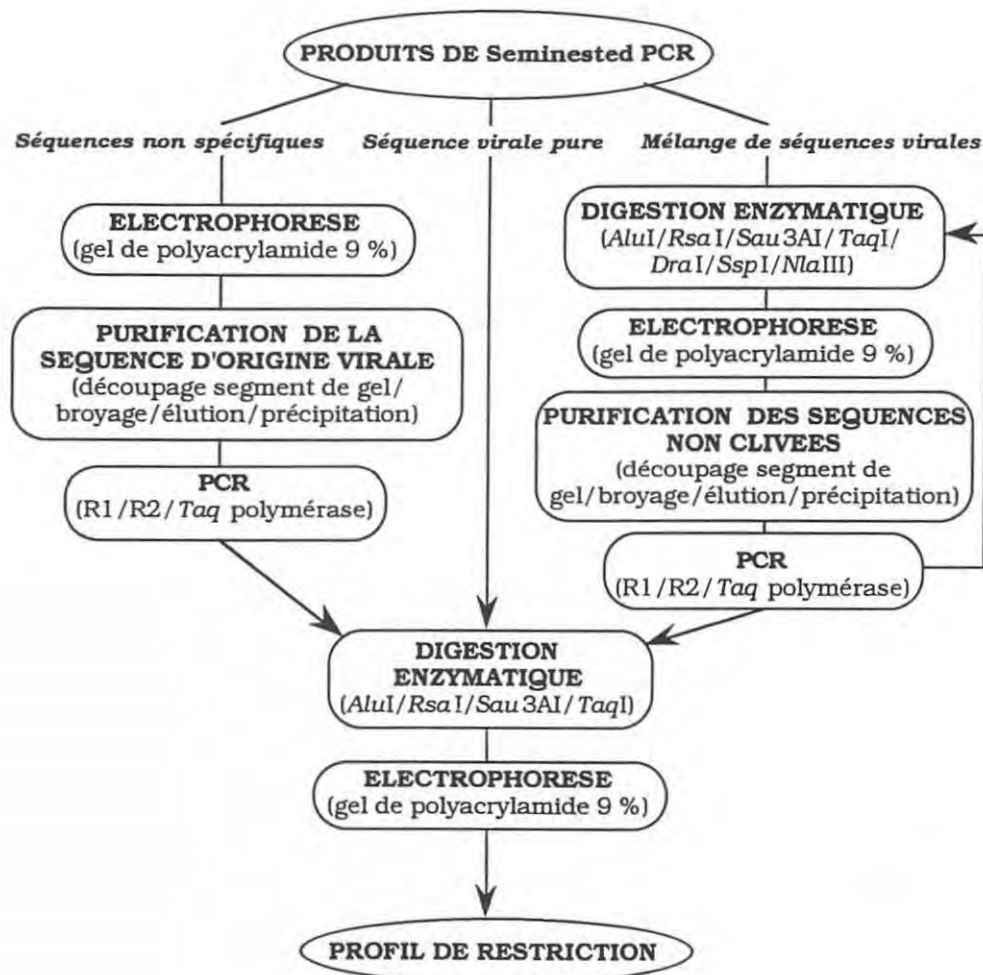 PRODUITS DE Seminested PCR
Séquences non spécifiques
Séquence virale pure
Mélange de séquences virales
ELECTROPHORESE
(gel de polyacrylamide 9 %)
PURIFICATION DE LA
SEQUENCE D'ORIGINE VIRALE
(découpage segment de gel/
broyage/élution/précipitation)
PCR
(R1/R2/Taq polymérase)
DIGESTION ENZYMATIQUE
(AluI/RsaI/Sau3AI/TaqI/
DraI/SspI/NlaIII)
ELECTROPHORESE
(gel de polyacrylamide 9 %)
PURIFICATION DES SEQUENCES
NON CLIVEES
(découpage segment de
gel/broyage/élution/précipitation)
PCR
(R1/R2/Taq polymérase)
DIGESTION
ENZYMATIQUE
(AluI/RsaI/Sau3AI/TaqI)
ELECTROPHORESE
(gel de polyacrylamide 9 %)
PROFIL DE RESTRICTION